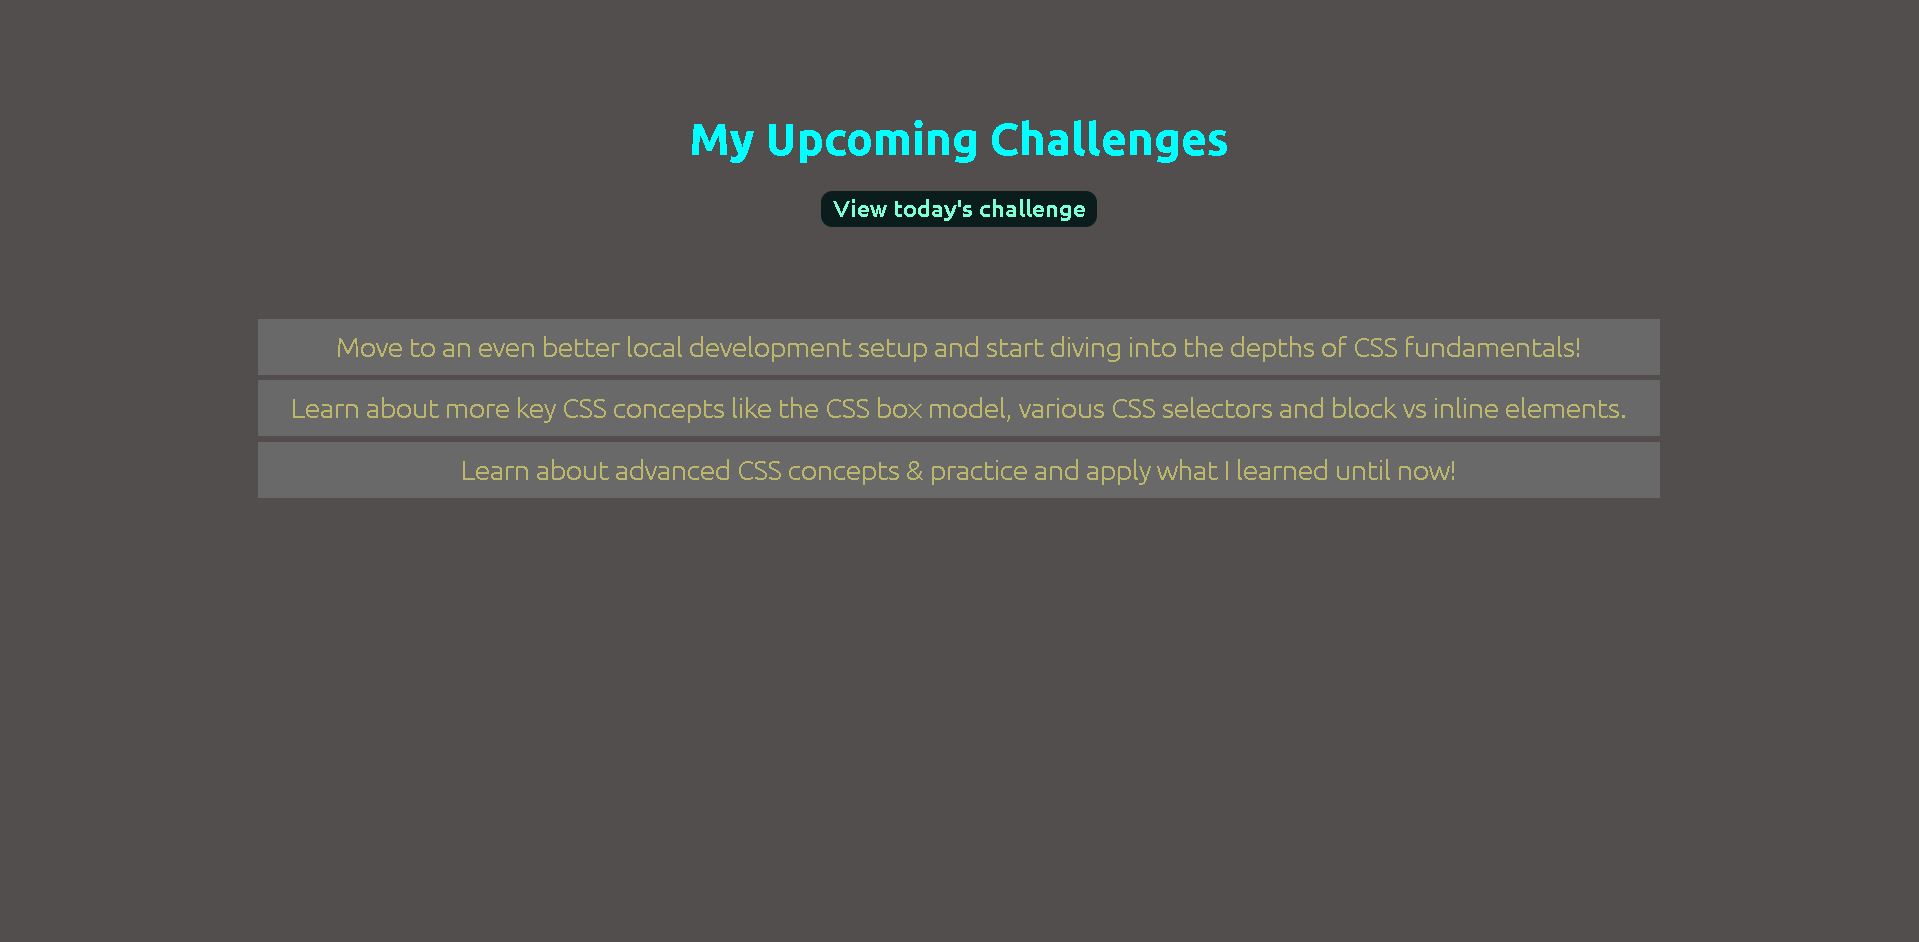 My Upcoming Challenges
View today's challenge
Move to an even better local development setup and start diving into the depths of CSS fundamentals!
Learn about more key CSS concepts like the CSS box model, various CSS selectors and block vs inline elements.
Learn about advanced CSS concepts & practice and apply what I learned until now!